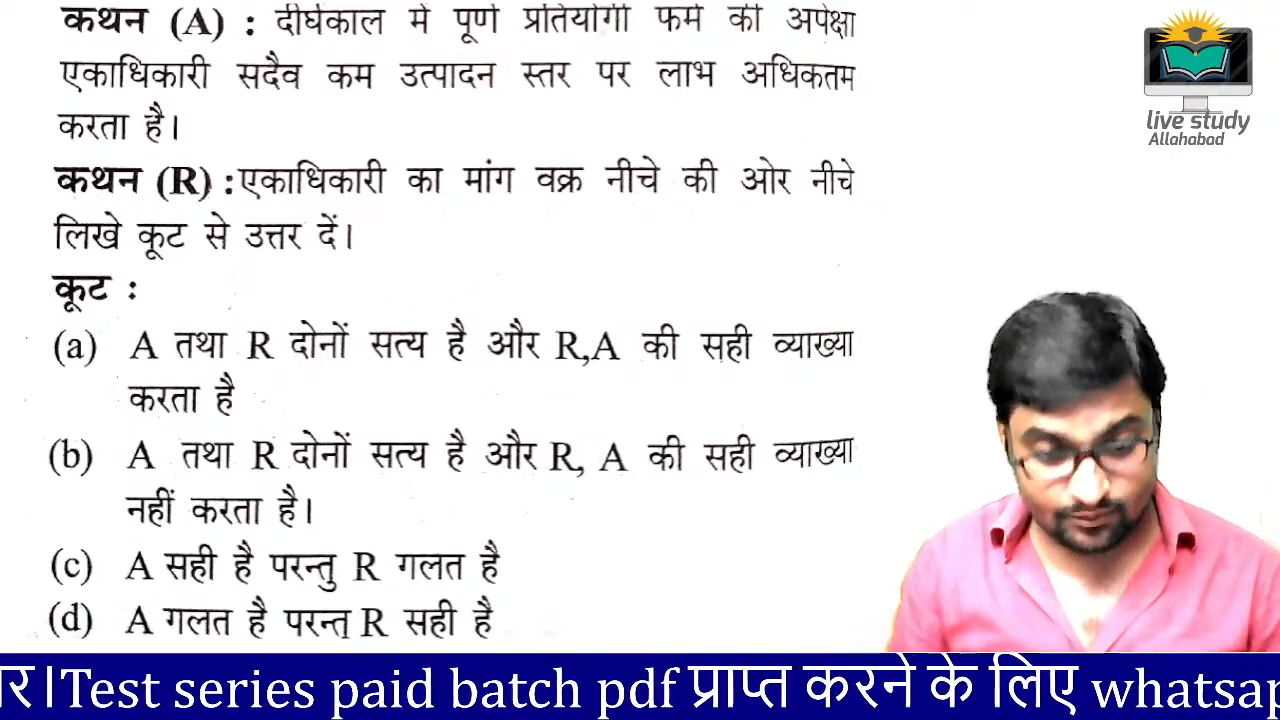 कथन (A) : दीर्घकाल में पूर्ण प्रतियोगी फर्म की अपेक्षा
एकाधिकारी सदैव कम उत्पादन स्तर पर लाभ अधिकतम
करता है।
कथन (R) :एकाधिकारी का मांग वक्र नीचे की ओर नीचे
लिखे कूट से उत्तर दें।
कूट :
(a) A तथा R दोनों सत्य है और R,A की सही व्याख्या
करता है
(b) A तथा R दोनों सत्य है और R, A की सही व्याख्या
नहीं करता है।
(c) A सही है परन्तु R गलत है
(d) A गलत है परन्तु R सही है
live study
Allahabad
र।Test series paid batch pdf प्राप्त करने के लिए whatsap